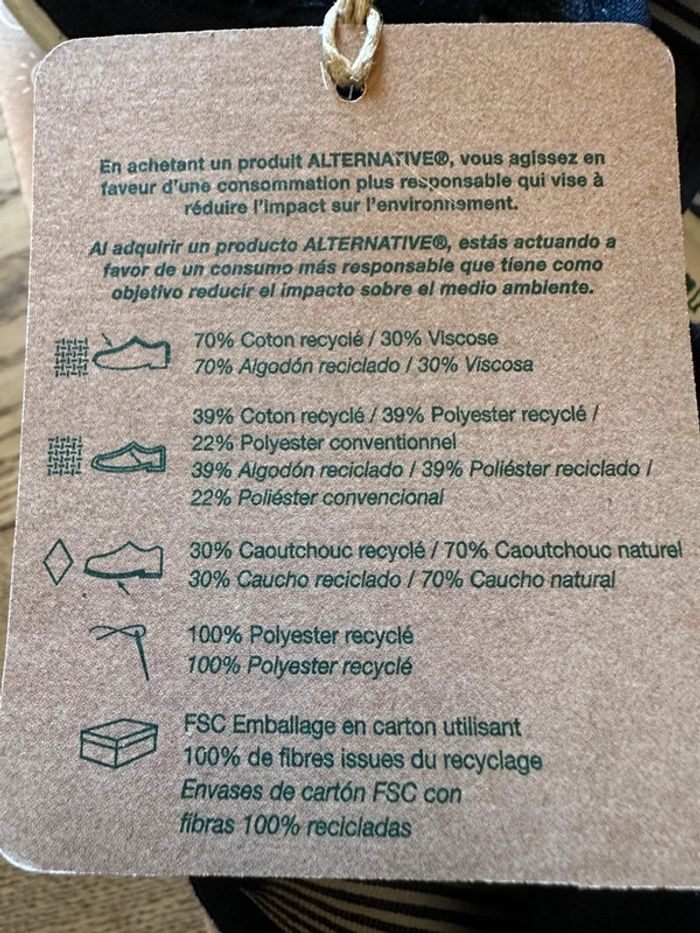 En achetant un produit ALTERNATIVE®, vous agissez en
faveur d'une consommation plus responsable qui vise à
réduire l'impact sur l'environnement.
Al adquirir un producto ALTERNATIVE®, estás actuando a
favor de un consumo más responsable que tiene como
objetivo reducir el impacto sobre el medio ambiente.
70% Coton recyclé / 30% Viscose
70% Algodón reciclado / 30% Viscosa
39% Coton recyclé / 39% Polyester recyclé /
22% Polyester conventionnel
39% Algodón reciclado / 39% Poliéster reciclado /
22% Poliéster convencional
30% Caoutchouc recyclé / 70% Caoutchouc naturel
30% Caucho reciclado / 70% Caucho natural
100% Polyester recyclé
100% Polyester recyclé
FSC Emballage en carton utilisant
100% de fibres issues du recyclage
Envases de cartón FSC con
fibras 100% recicladas